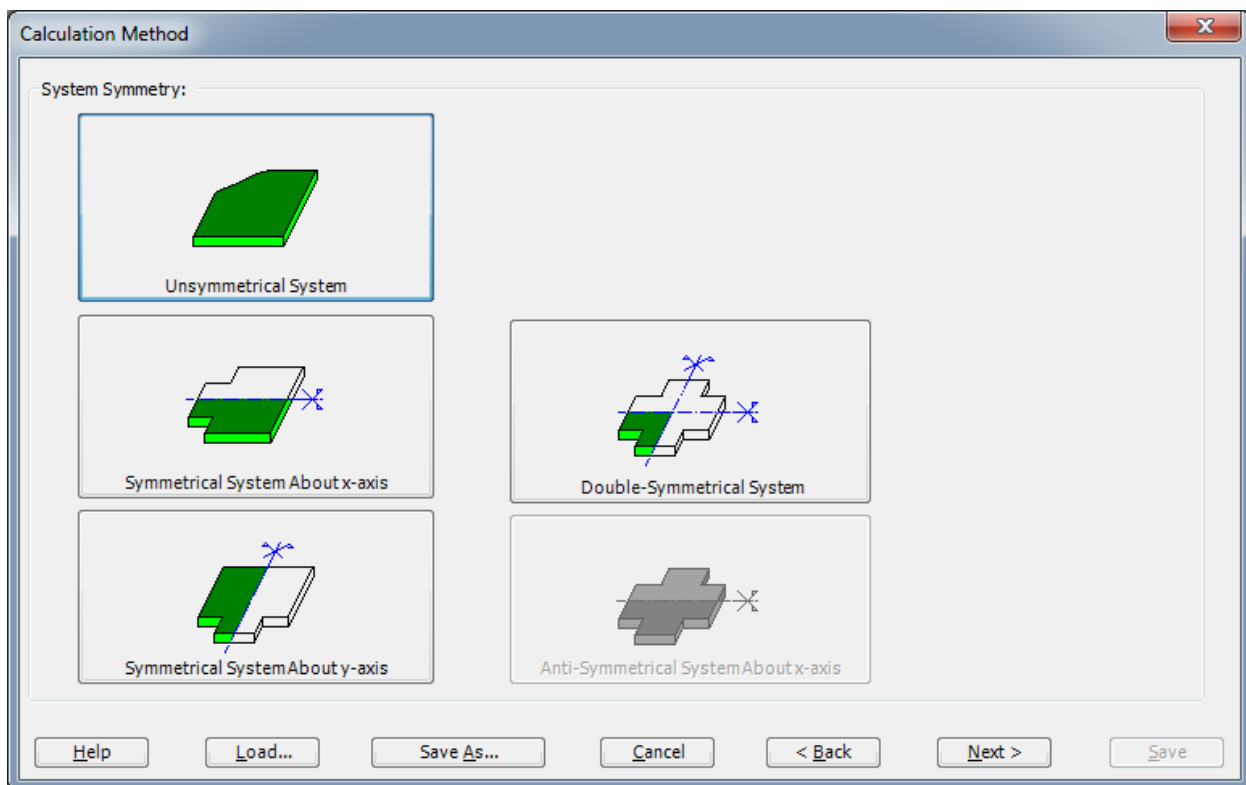 Calculation Method
System Symmetry:
Unsymmetrical System
Symmetrical System About x-axis
Double-Symmetrical System
Symmetrical System About y-axis
Anti-Symmetrical System About x-axis
Help
Load...
Save As...
Cancel
< Back
Next >
Save